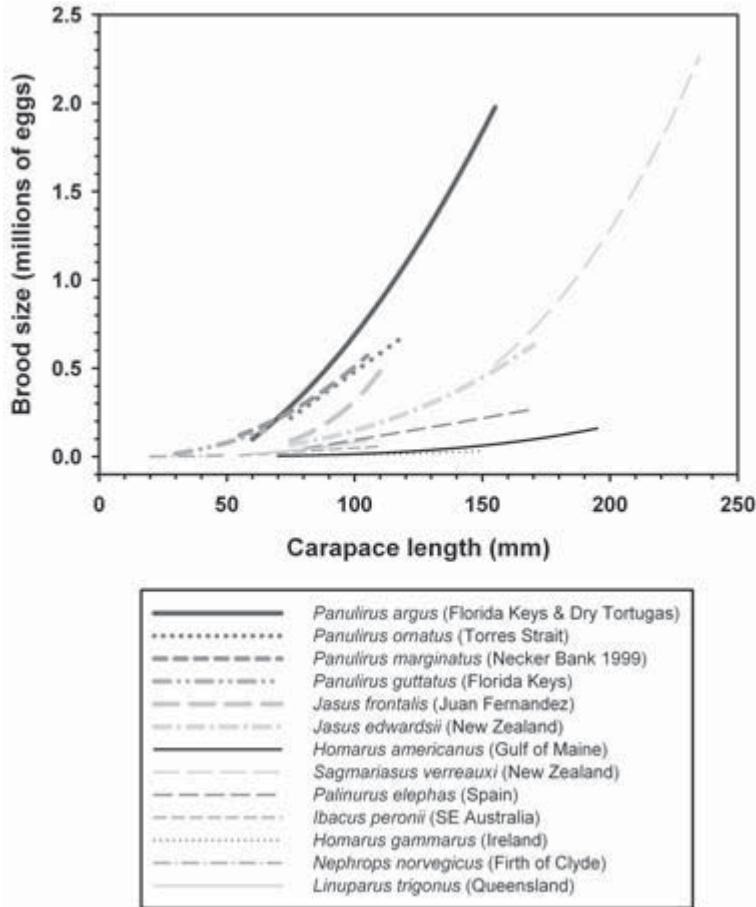 2.5
2.0
1.5
1.0
0.5
0.0
Brood size (millions of eggs)
0 50 100 150 200 250
Carapace length (mm)
Panulirus argus (Florida Keys & Dry Tortugas)
Panulirus ornatus (Torres Strait)
Panulirus marginatus (Necker Bank 1999)
Panulirus guttatus (Florida Keys)
Jasus frontalis (Juan Fernandez)
Jasus edwardsii (New Zealand)
Homarus americanus (Gulf of Maine)
Sagmariasus verreauxi (New Zealand)
Palinurus elephas (Spain)
Ibacus peronii (SE Australia)
Homarus gammarus (Ireland)
Nephrops norvegicus (Firth of Clyde)
Linuparus trigonus (Queensland)